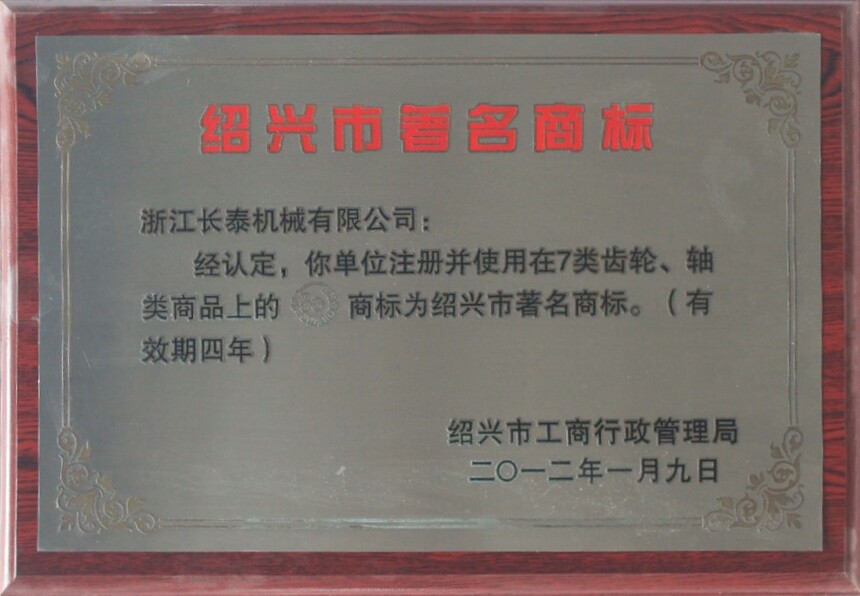 绍兴市著名商标
浙江长泰机械有限公司：
经认定，你单位注册并使用在7类齿轮、轴
类商品上的 商标为绍兴市著名商标。（有
效期四年）
绍兴市工商行政管理局
二〇一二年一月九日